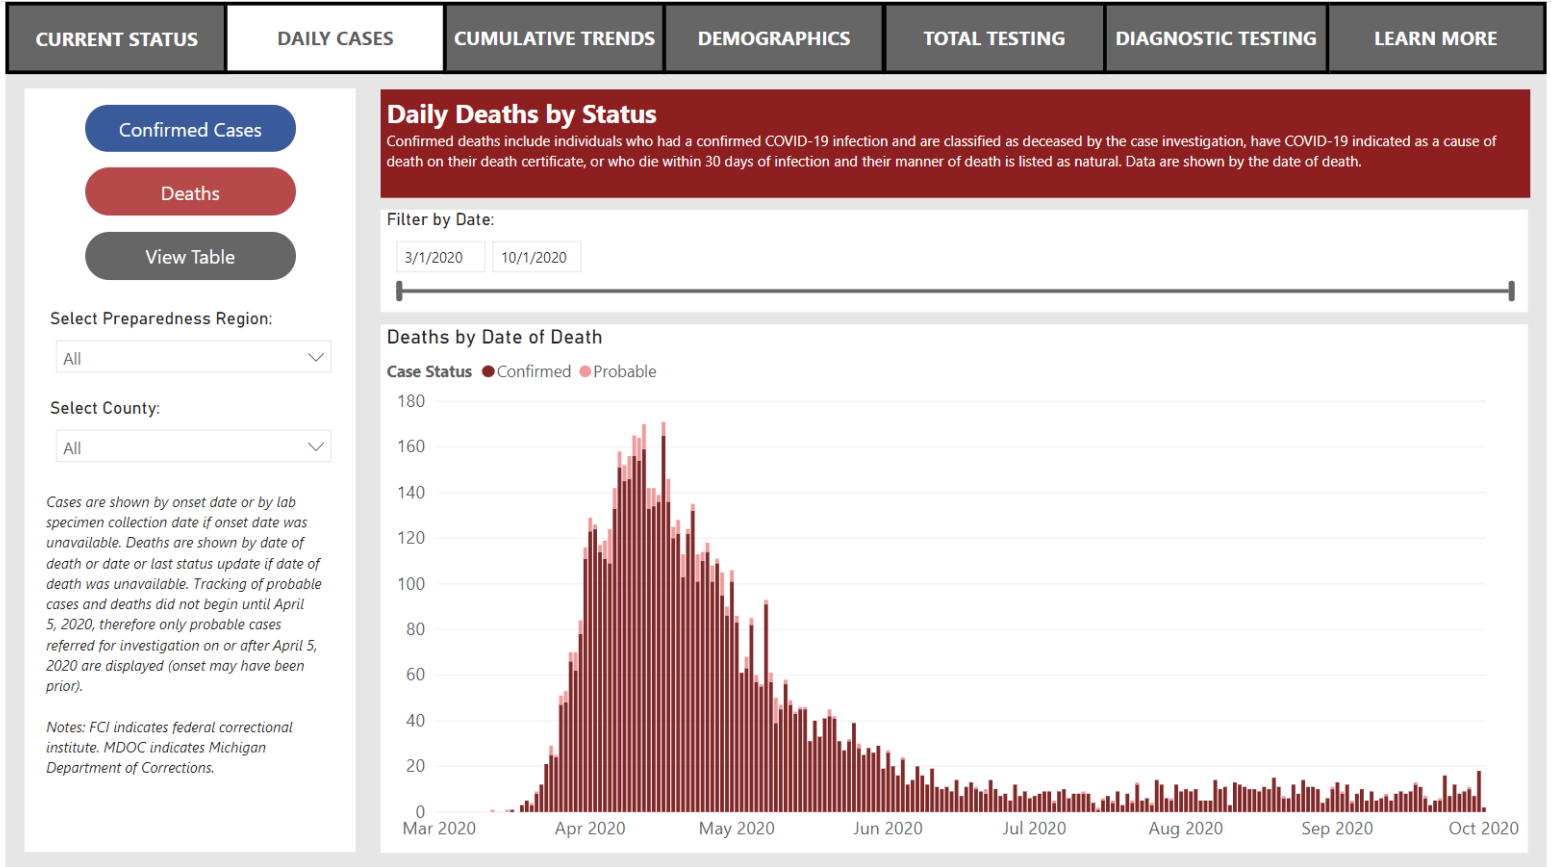 CURRENT STATUS
DAILY CASES
CUMULATIVE TRENDS
DEMOGRAPHICS
TOTAL TESTING
DIAGNOSTIC TESTING
LEARN MORE
Confirmed Cases
Deaths
View Table
Select Preparedness Region:
All
Select County:
All
Cases are shown by onset date or by lab
specimen collection date if onset date was
unavailable. Deaths are shown by date of
death or date or last status update if date of
death was unavailable. Tracking of probable
cases and deaths did not begin until April
5, 2020, therefore only probable cases
referred for investigation on or after April 5,
2020 are displayed (onset may have been
prior).
Notes: FCI indicates federal correctional
institute. MDOC indicates Michigan
Department of Corrections.
Daily Deaths by Status
Confirmed deaths include individuals who had a confirmed COVID-19 infection and are classified as deceased by the case investigation, have COVID-19 indicated as a cause of
death on their death certificate, or who die within 30 days of infection and their manner of death is listed as natural. Data are shown by the date of death.
Filter by Date:
3/1/2020
10/1/2020
Deaths by Date of Death
Case Status Confirmed Probable
180
160
140
120
100
80
60
40
20
0
Mar 2020
Apr 2020
May 2020
Jun 2020
Jul 2020
Aug 2020
Sep 2020
Oct 2020